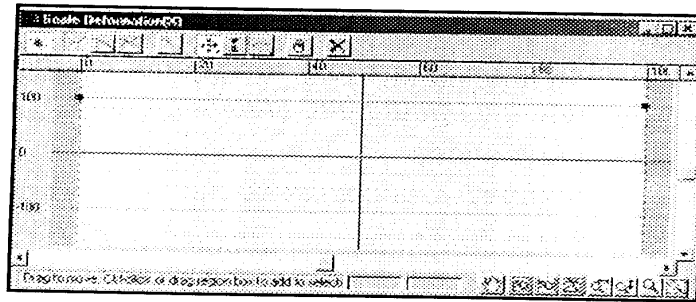 Scale Deformation(X)
0 20 40 60 80 100
100
0
-100
Drag to move. Ctrl/click or drag region box to add to select